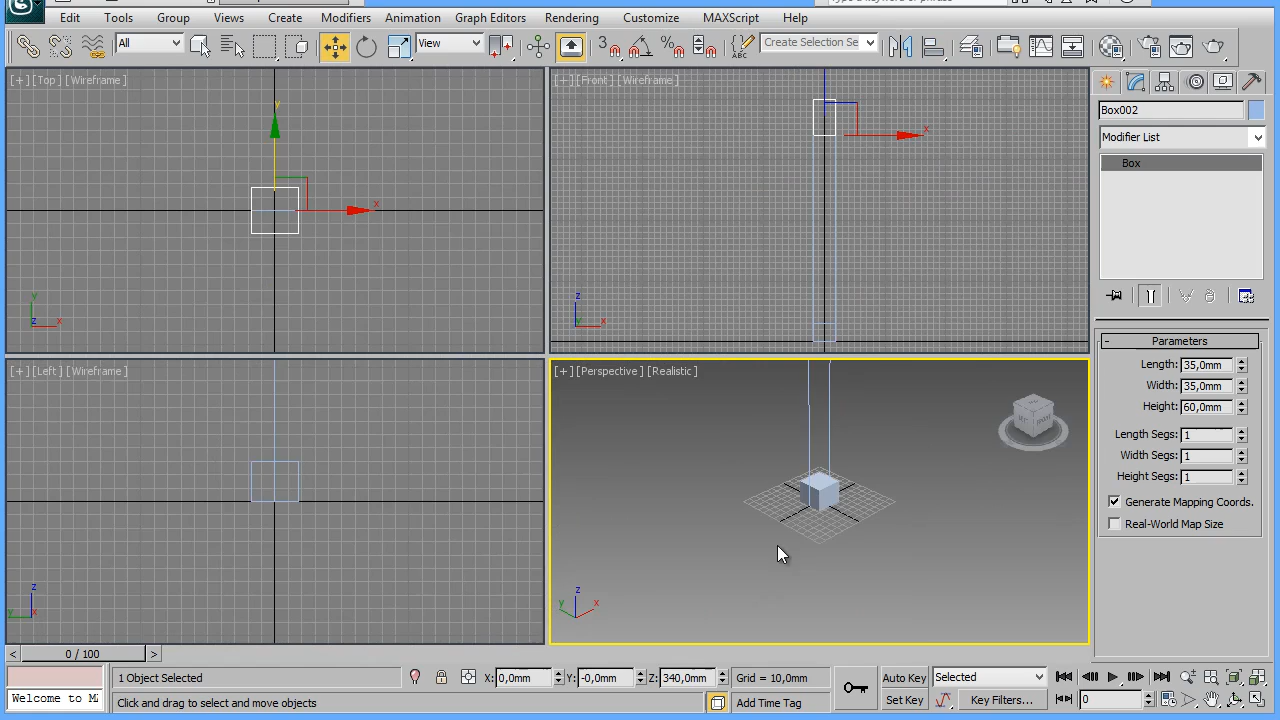 Edit Tools Group Views Create Modifiers Animation Graph Editors Rendering Customize MAXScript Help
All View 3 % Create Selection Se
[+] [Top] [Wireframe]
y
x
y
z x
[+] [Front] [Wireframe]
x
z
y x
Box002
Modifier List
Box
- Parameters
Length: 35,0mm
Width: 35,0mm
Height: 60,0mm
Length Segs: 1
Width Segs: 1
Height Segs: 1
Generate Mapping Coords.
Real-World Map Size
[+] [Left] [Wireframe]
z
y x
[+] [Perspective] [Realistic]
z
y x
< 0 / 100 >
1 Object Selected X: 0,0mm Y: -0,0mm Z: 340,0mm Grid = 10,0mm Auto Key Selected
Welcome to M Click and drag to select and move objects Add Time Tag Set Key Key Filters... 0